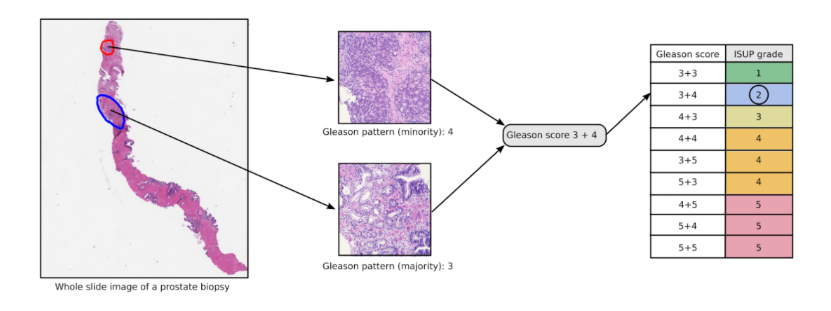 Whole slide image of a prostate biopsy
Gleason pattern (minority): 4
Gleason pattern (majority): 3
Gleason score 3 + 4
Gleason score ISUP grade
3+3 1
3+4 2
4+3 3
4+4 4
3+5 4
5+3 4
4+5 5
5+4 5
5+5 5